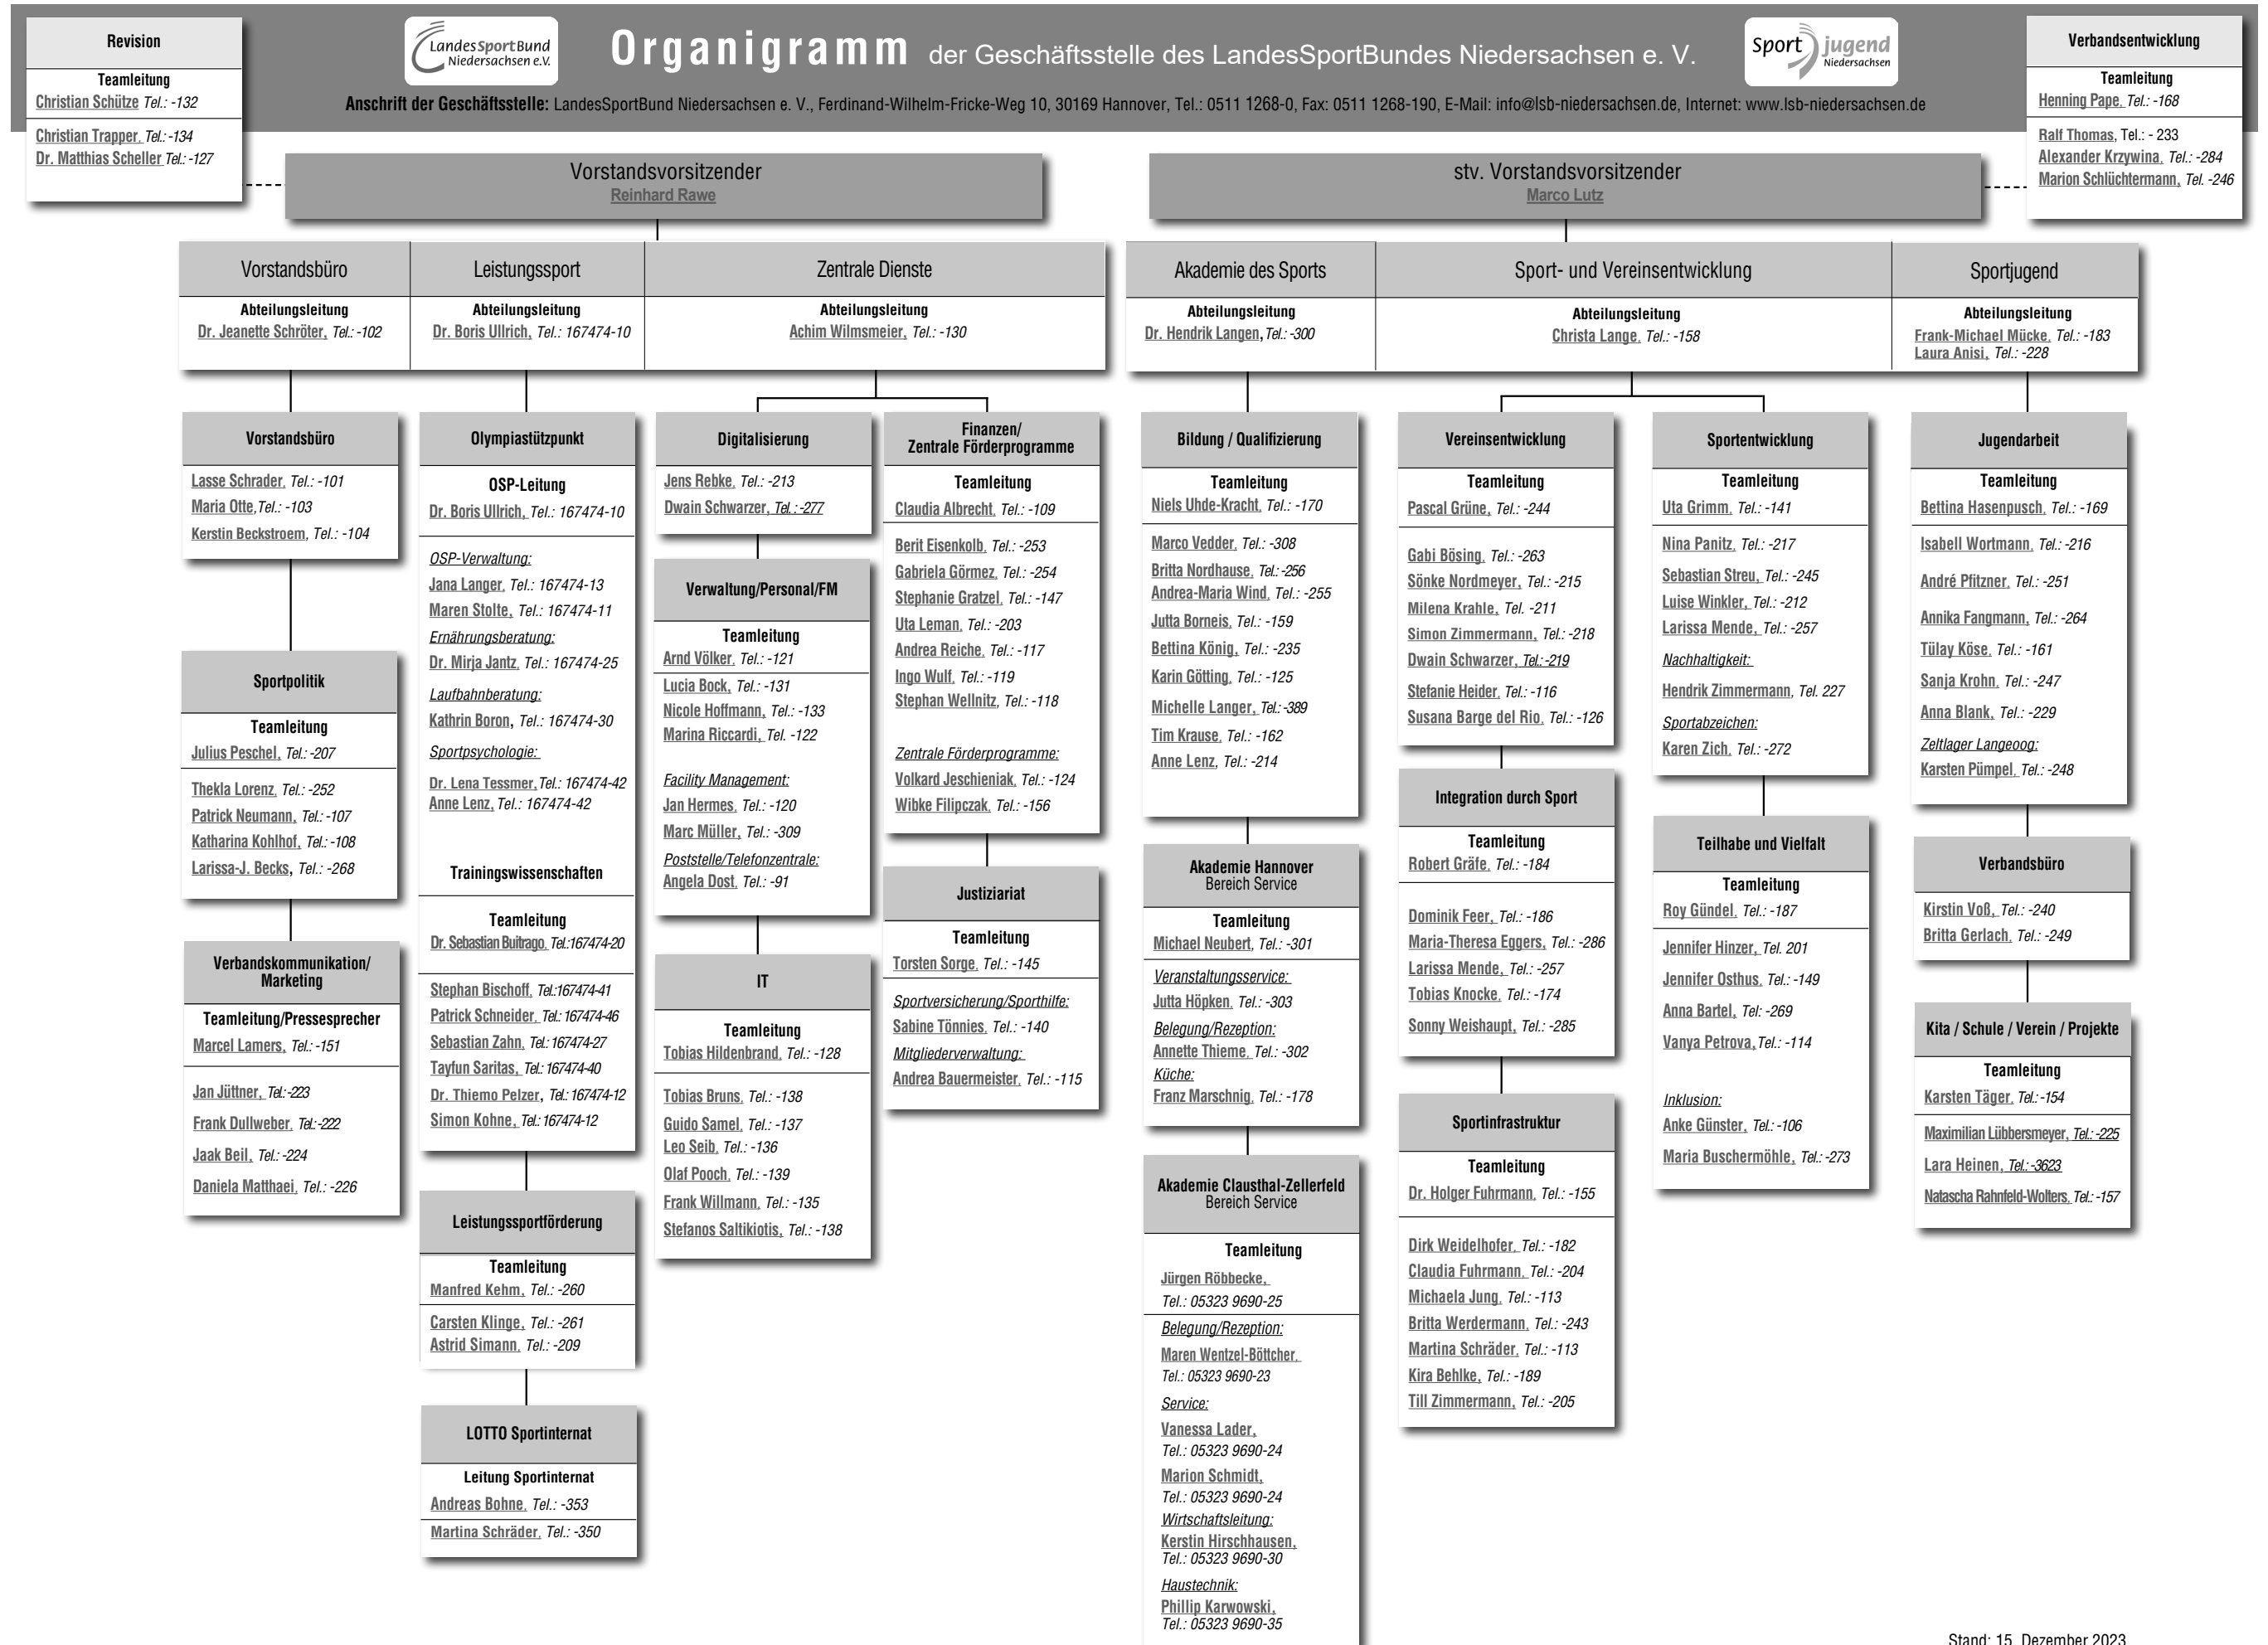 Revision
Teamleitung
Christian Schütze Tel.: -132
Christian Trapper, Tel.: -134
Dr. Matthias Scheller Tel.: -127
LandesSportBund
Niedersachsen e.V.
Organigramm der Geschäftsstelle des LandesSportBundes Niedersachsen e. V.
Sport jugend
Niedersachsen
Anschrift der Geschäftsstelle: LandesSportBund Niedersachsen e. V., Ferdinand-Wilhelm-Fricke-Weg 10, 30169 Hannover, Tel.: 0511 1268-0, Fax: 0511 1268-190, E-Mail: info@lsb-niedersachsen.de, Internet: www.lsb-niedersachsen.de
Verbandsentwicklung
Teamleitung
Henning Pape, Tel.: -168
Ralf Thomas, Tel.: - 233
Alexander Krzywina, Tel.: -284
Marion Schlüchtermann, Tel. -246
Vorstandsvorsitzender
Reinhard Rawe
stv. Vorstandsvorsitzender
Marco Lutz
Vorstandsbüro
Abteilungsleitung
Dr. Jeanette Schröter, Tel.: -102
Leistungssport
Abteilungsleitung
Dr. Boris Ullrich, Tel.: 167474-10
Zentrale Dienste
Abteilungsleitung
Achim Wilmsmeier, Tel.: -130
Akademie des Sports
Abteilungsleitung
Dr. Hendrik Langen, Tel.: -300
Sport- und Vereinsentwicklung
Abteilungsleitung
Christa Lange, Tel.: -158
Sportjugend
Abteilungsleitung
Frank-Michael Mücke, Tel.: -183
Laura Anisi, Tel.: -228
Vorstandsbüro
Lasse Schrader, Tel.: -101
Maria Otte, Tel.: -103
Kerstin Beckstroem, Tel.: -104
Sportpolitik
Teamleitung
Julius Peschel, Tel.: -207
Thekla Lorenz, Tel.: -252
Patrick Neumann, Tel.: -107
Katharina Kohlhof, Tel.: -108
Larissa-J. Becks, Tel.: -268
Verbandskommunikation/
Marketing
Teamleitung/Pressesprecher
Marcel Lamers, Tel.: -151
Jan Jüttner, Tel.: -223
Frank Dullweber, Tel.: -222
Jaak Beil, Tel.: -224
Daniela Matthaei, Tel.: -226
Olympiastützpunkt
OSP-Leitung
Dr. Boris Ullrich, Tel.: 167474-10
OSP-Verwaltung:
Jana Langer, Tel.: 167474-13
Maren Stolte, Tel.: 167474-11
Ernährungsberatung:
Dr. Mirja Jantz, Tel.: 167474-25
Laufbahnberatung:
Kathrin Boron, Tel.: 167474-30
Sportpsychologie:
Dr. Lena Tessmer, Tel.: 167474-42
Anne Lenz, Tel.: 167474-42
Trainingswissenschaften
Teamleitung
Dr. Sebastian Buitrago, Tel.:167474-20
Stephan Bischoff, Tel.:167474-41
Patrick Schneider, Tel.: 167474-46
Sebastian Zahn, Tel.: 167474-27
Tayfun Saritas, Tel.: 167474-40
Dr. Thiemo Pelzer, Tel.: 167474-12
Simon Kohne, Tel.: 167474-12
Leistungssportförderung
Teamleitung
Manfred Kehm, Tel.: -260
Carsten Klinge, Tel.: -261
Astrid Simann, Tel.: -209
LOTTO Sportinternat
Leitung Sportinternat
Andreas Bohne, Tel.: -353
Martina Schräder, Tel.: -350
Digitalisierung
Jens Rebke, Tel.: -213
Dwain Schwarzer, Tel.: -277
Verwaltung/Personal/FM
Teamleitung
Arnd Völker, Tel.: -121
Lucia Bock, Tel.: -131
Nicole Hoffmann, Tel.: -133
Marina Riccardi, Tel. -122
Facility Management:
Jan Hermes, Tel.: -120
Marc Müller, Tel.: -309
Poststelle/Telefonzentrale:
Angela Dost, Tel.: -91
IT
Teamleitung
Tobias Hildenbrand, Tel.: -128
Tobias Bruns, Tel.: -138
Guido Samel, Tel.: -137
Leo Seib, Tel.: -136
Olaf Pooch, Tel.: -139
Frank Willmann, Tel.: -135
Stefanos Saltikiotis, Tel.: -138
Finanzen/
Zentrale Förderprogramme
Teamleitung
Claudia Albrecht, Tel.: -109
Berit Eisenkolb, Tel.: -253
Gabriela Görmez, Tel.: -254
Stephanie Gratzel, Tel.: -147
Uta Leman, Tel.: -203
Andrea Reiche, Tel.: -117
Ingo Wulf, Tel.: -119
Stephan Wellnitz, Tel.: -118
Zentrale Förderprogramme:
Volkard Jeschieniak, Tel.: -124
Wibke Filipczak, Tel.: -156
Justiziariat
Teamleitung
Torsten Sorge, Tel.: -145
Sportversicherung/Sporthilfe:
Sabine Tönnies, Tel.: -140
Mitgliederverwaltung:
Andrea Bauermeister, Tel.: -115
Bildung / Qualifizierung
Teamleitung
Niels Uhde-Kracht, Tel.: -170
Marco Vedder, Tel.: -308
Britta Nordhause, Tel.: -256
Andrea-Maria Wind, Tel.: -255
Jutta Borneis, Tel.: -159
Bettina König, Tel.: -235
Karin Götting, Tel.: -125
Michelle Langer, Tel.: -389
Tim Krause, Tel.: -162
Anne Lenz, Tel.: -214
Akademie Hannover
Bereich Service
Teamleitung
Michael Neubert, Tel.: -301
Veranstaltungsservice:
Jutta Höpken, Tel.: -303
Belegung/Rezeption:
Annette Thieme, Tel.: -302
Küche:
Franz Marschnig, Tel.: -178
Akademie Clausthal-Zellerfeld
Bereich Service
Teamleitung
Jürgen Röbbecke,
Tel.: 05323 9690-25
Belegung/Rezeption:
Maren Wentzel-Böttcher,
Tel.: 05323 9690-23
Service:
Vanessa Lader,
Tel.: 05323 9690-24
Marion Schmidt,
Tel.: 05323 9690-24
Wirtschaftsleitung:
Kerstin Hirschhausen,
Tel.: 05323 9690-30
Haustechnik:
Phillip Karwowski,
Tel.: 05323 9690-35
Vereinsentwicklung
Teamleitung
Pascal Grüne, Tel.: -244
Gabi Bösing, Tel.: -263
Sönke Nordmeyer, Tel.: -215
Milena Krahle, Tel. -211
Simon Zimmermann, Tel.: -218
Dwain Schwarzer, Tel.: -219
Stefanie Heider, Tel.: -116
Susana Barge del Rio, Tel.: -126
Integration durch Sport
Teamleitung
Robert Gräfe, Tel.: -184
Dominik Feer, Tel.: -186
Maria-Theresa Eggers, Tel.: -286
Larissa Mende, Tel.: -257
Tobias Knocke, Tel.: -174
Sonny Weishaupt, Tel.: -285
Sportinfrastruktur
Teamleitung
Dr. Holger Fuhrmann, Tel.: -155
Dirk Weidelhofer, Tel.: -182
Claudia Fuhrmann, Tel.: -204
Michaela Jung, Tel.: -113
Britta Werdermann, Tel.: -243
Martina Schräder, Tel.: -113
Kira Behlke, Tel.: -189
Till Zimmermann, Tel.: -205
Sportentwicklung
Teamleitung
Uta Grimm, Tel.: -141
Nina Panitz, Tel.: -217
Sebastian Streu, Tel.: -245
Luise Winkler, Tel.: -212
Larissa Mende, Tel.: -257
Nachhaltigkeit:
Hendrik Zimmermann, Tel. 227
Sportabzeichen:
Karen Zich, Tel.: -272
Teilhabe und Vielfalt
Teamleitung
Roy Gündel, Tel.: -187
Jennifer Hinzer, Tel. 201
Jennifer Osthus, Tel.: -149
Anna Bartel, Tel: -269
Vanya Petrova, Tel.: -114
Inklusion:
Anke Günster, Tel.: -106
Maria Buschermöhle, Tel.: -273
Jugendarbeit
Teamleitung
Bettina Hasenpusch, Tel.: -169
Isabell Wortmann, Tel.: -216
André Pfitzner, Tel.: -251
Annika Fangmann, Tel.: -264
Tülay Köse, Tel.: -161
Sanja Krohn, Tel.: -247
Anna Blank, Tel.: -229
Zeltlager Langeoog:
Karsten Pümpel, Tel.: -248
Verbandsbüro
Kirstin Voß, Tel.: -240
Britta Gerlach, Tel.: -249
Kita / Schule / Verein / Projekte
Teamleitung
Karsten Täger, Tel.: -154
Maximilian Lübbersmeyer, Tel.: -225
Lara Heinen, Tel.: -3623
Natascha Rahnfeld-Wolters, Tel.: -157
Stand: 15. Dezember 2023